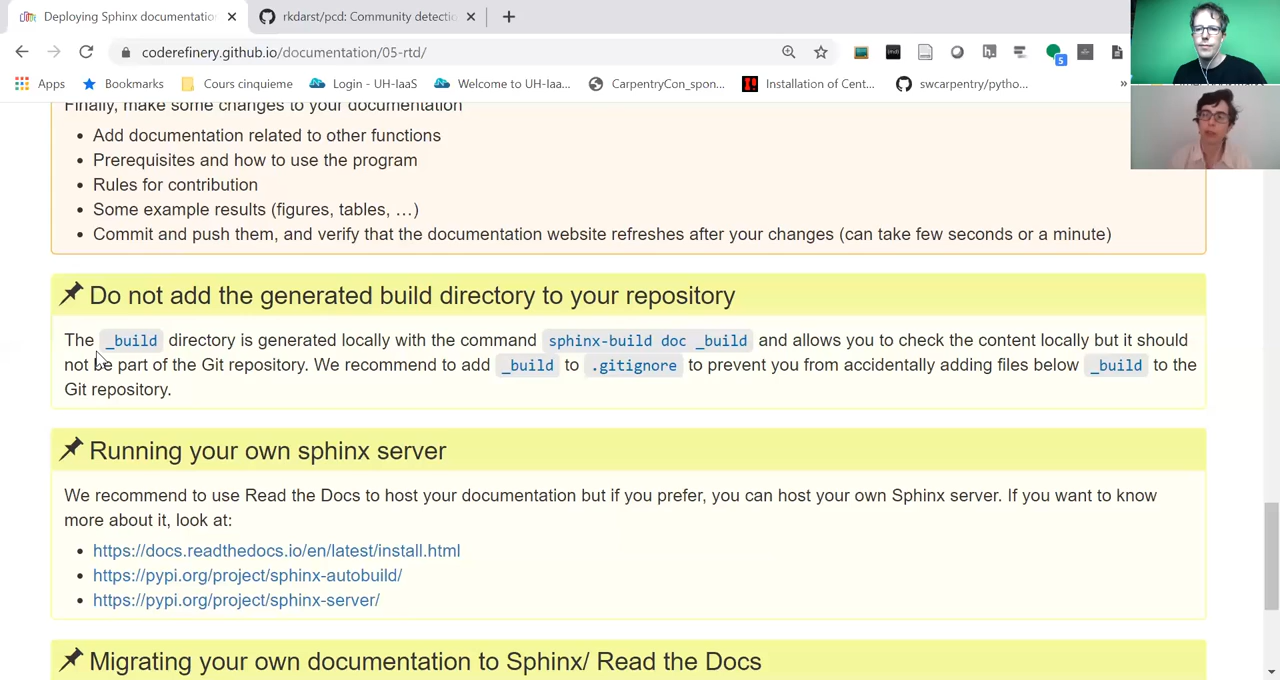 Deploying Sphinx documentation
rkdarst/pcd: Community detectio
coderefinery.github.io/documentation/05-rtd/
5
Apps
Bookmarks
Cours cinquieme
Login - UH-IaaS
Welcome to UH-Iaa...
CarpentryCon_spon...
Installation of Cent...
swcarpentry/pytho...
»
Finally, make some changes to your documentation
• Add documentation related to other functions
• Prerequisites and how to use the program
• Rules for contribution
• Some example results (figures, tables, …)
• Commit and push them, and verify that the documentation website refreshes after your changes (can take few seconds or a minute)
Do not add the generated build directory to your repository
The _build directory is generated locally with the command sphinx-build doc _build and allows you to check the content locally but it should
not be part of the Git repository. We recommend to add _build to .gitignore to prevent you from accidentally adding files below _build to the
Git repository.
Running your own sphinx server
We recommend to use Read the Docs to host your documentation but if you prefer, you can host your own Sphinx server. If you want to know
more about it, look at:
• https://docs.readthedocs.io/en/latest/install.html
• https://pypi.org/project/sphinx-autobuild/
• https://pypi.org/project/sphinx-server/
Migrating your own documentation to Sphinx/ Read the Docs